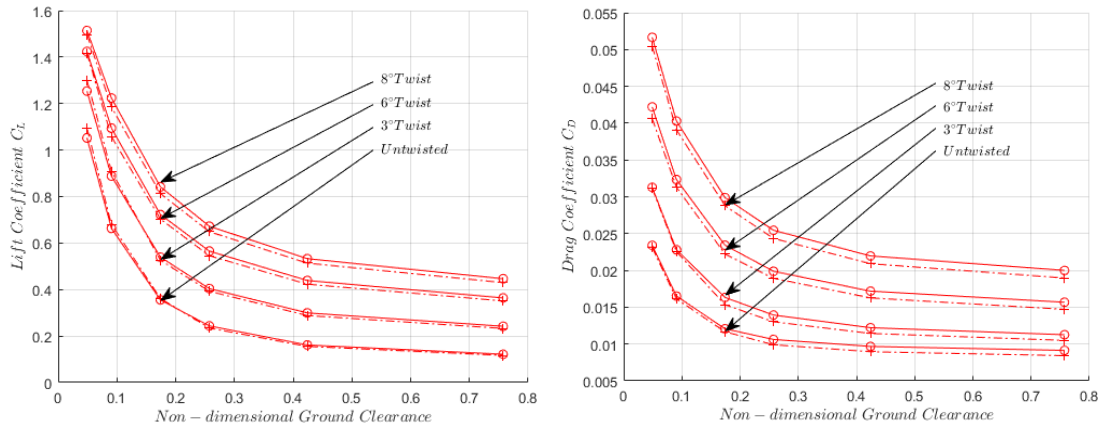 1.6
1.4
1.2
1
0.8
0.6
0.4
0.2
0
Lift Coefficient C_L
8°Twist
6°Twist
3°Twist
Untwisted
0 0.1 0.2 0.3 0.4 0.5 0.6 0.7 0.8
Non − dimensional Ground Clearance
0.055
0.05
0.045
0.04
0.035
0.03
0.025
0.02
0.015
0.01
0.005
Drag Coefficient C_D
8°Twist
6°Twist
3°Twist
Untwisted
0 0.1 0.2 0.3 0.4 0.5 0.6 0.7 0.8
Non − dimensional Ground Clearance